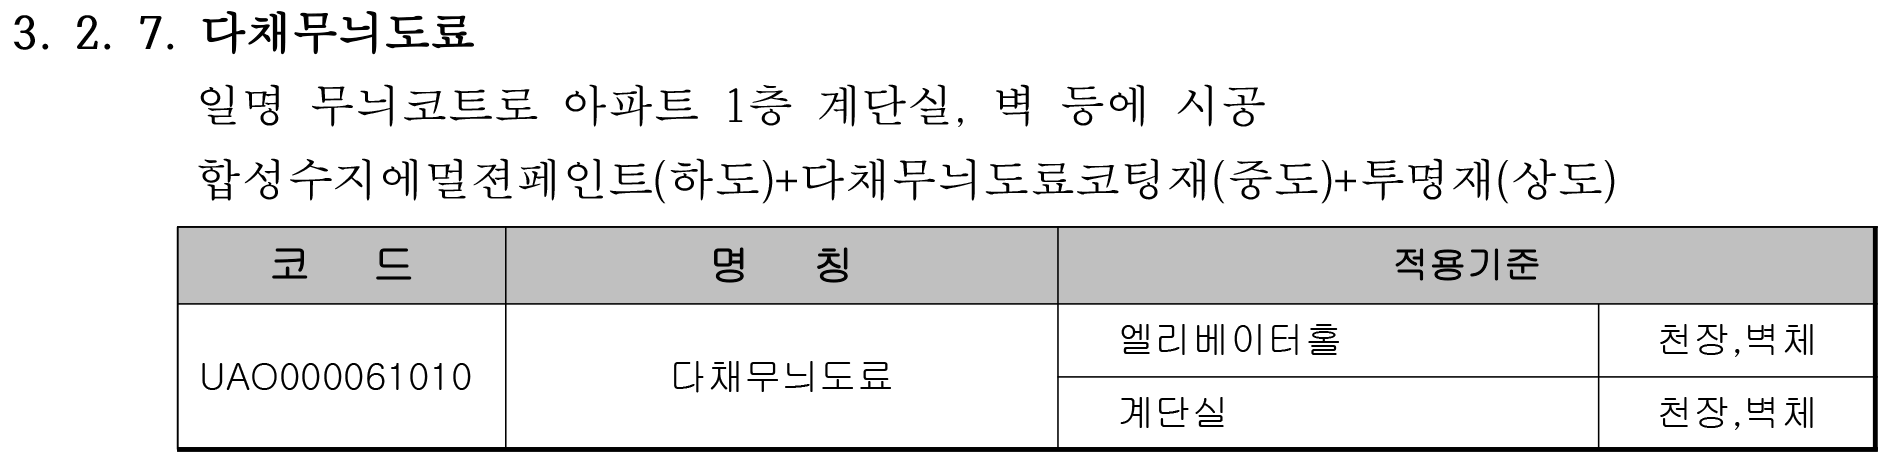 3. 2. 7. 다채무늬도료
일명 무늬코트로 아파트 1층 계단실, 벽 등에 시공
합성수지에멀젼페인트(하도)+다채무늬도료코팅재(중도)+투명재(상도)
코 드 명 칭 적용기준
엘리베이터홀 천장,벽체
UAO000061010 다채무늬도료
계단실 천장,벽체